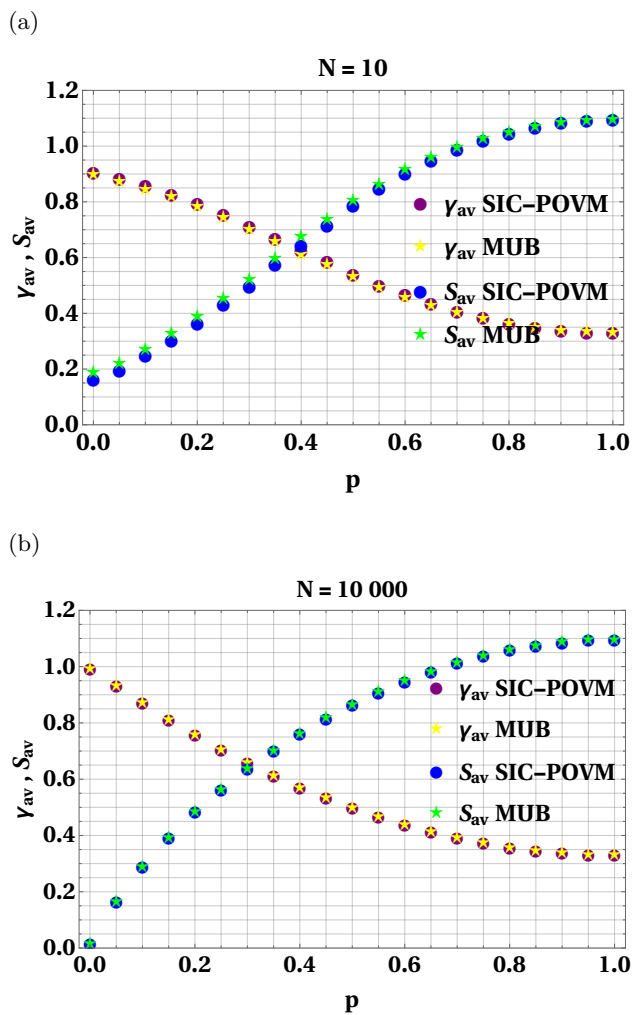 (a)
N = 10
γav , Sav
1.2
1.0
0.8
0.6
0.4
0.2
0.0
γav SIC–POVM
γav MUB
Sav SIC–POVM
Sav MUB
0.0 0.2 0.4 0.6 0.8 1.0
p
(b)
N = 10 000
γav , Sav
1.2
1.0
0.8
0.6
0.4
0.2
0.0
γav SIC–POVM
γav MUB
Sav SIC–POVM
Sav MUB
0.0 0.2 0.4 0.6 0.8 1.0
p